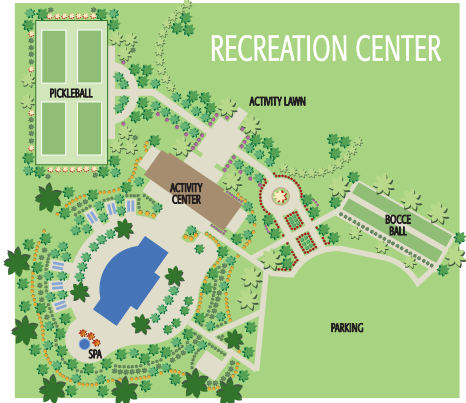 RECREATION CENTER
PICKLEBALL
ACTIVITY LAWN
ACTIVITY
CENTER
BOCCE
BALL
PARKING
SPA